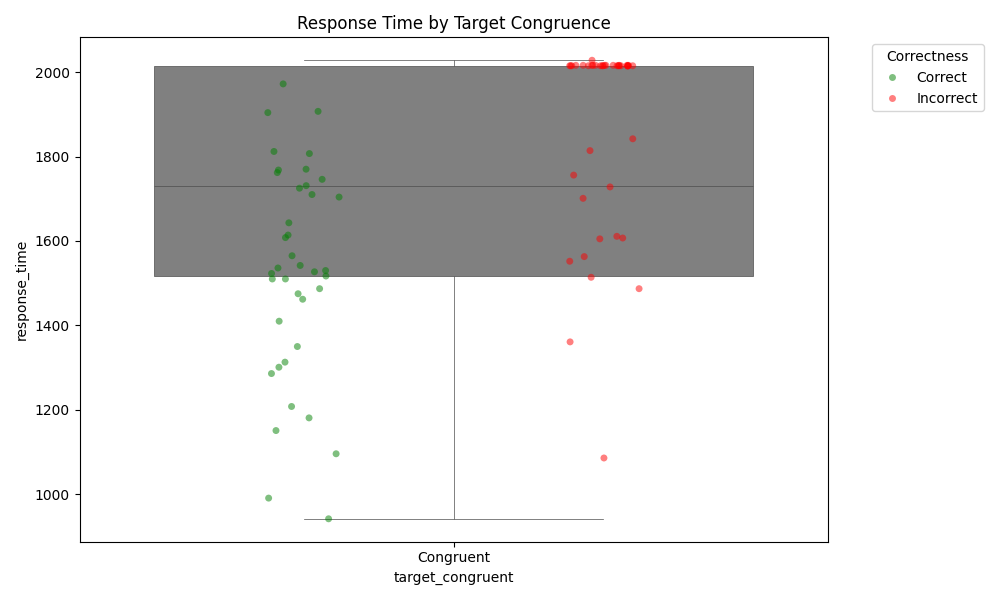 Response Time by Target Congruence
Correctness
Correct
Incorrect
response_time
2000
1800
1600
1400
1200
1000
Congruent
target_congruent